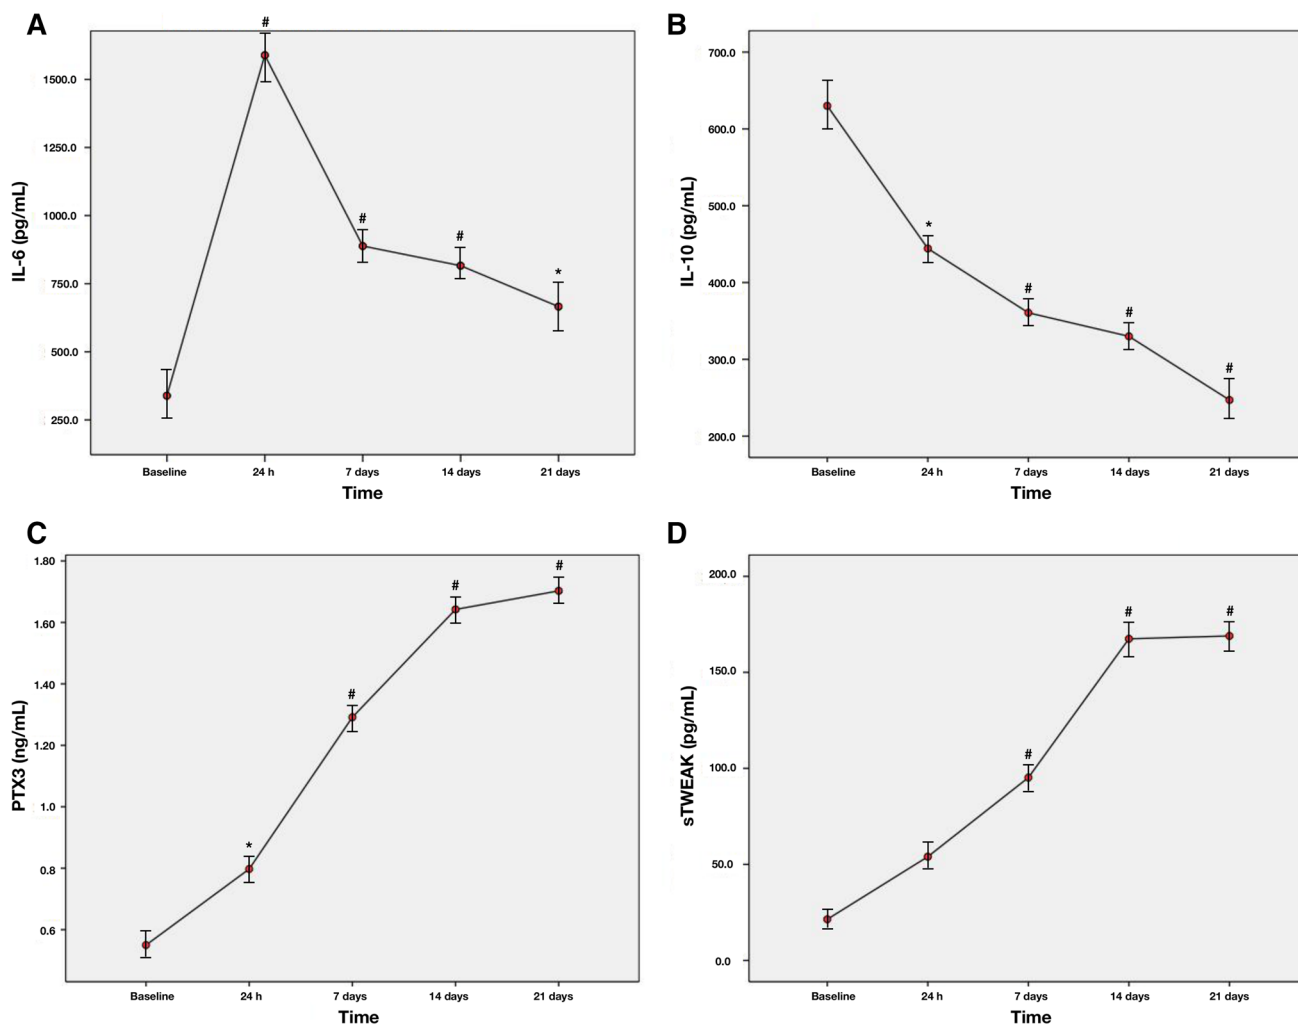 A
IL-6 (pg/mL)
1500.0
1250.0
1000.0
750.0
500.0
250.0
#
#
#
*
Baseline 24 h 7 days 14 days 21 days
Time
B
IL-10 (pg/mL)
700.0
600.0
500.0
400.0
300.0
200.0
*
#
#
#
Baseline 24 h 7 days 14 days 21 days
Time
C
PTX3 (ng/mL)
1.80
1.60
1.40
1.20
1.0
0.8
0.6
*
#
#
#
Baseline 24 h 7 days 14 days 21 days
Time
D
sTWEAK (pg/mL)
200.0
150.0
100.0
50.0
0.0
#
#
#
Baseline 24 h 7 days 14 days 21 days
Time